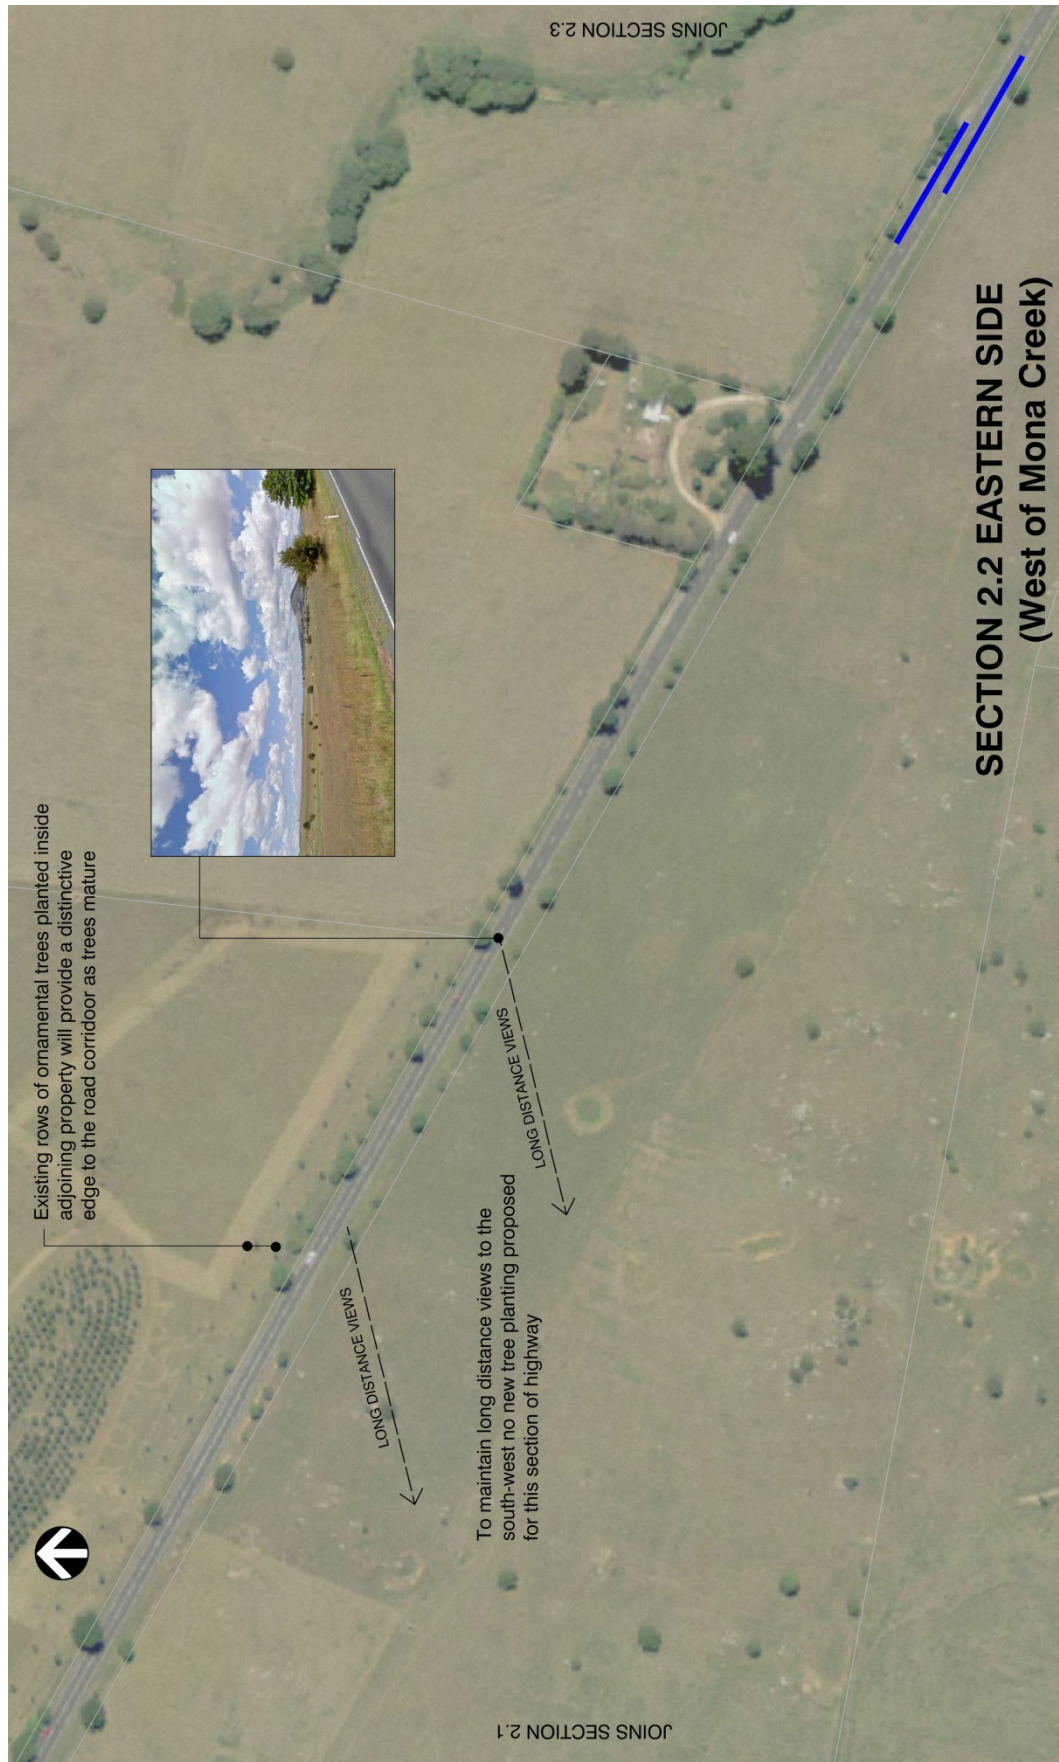 JOINS SECTION 2.3
Existing rows of ornamental trees planted inside
adjoining property will provide a distinctive
edge to the road corridoor as trees mature
LONG DISTANCE VIEWS
LONG DISTANCE VIEWS
To maintain long distance views to the
south-west no new tree planting proposed
for this section of highway
SECTION 2.2 EASTERN SIDE
(West of Mona Creek)
JOINS SECTION 2.1